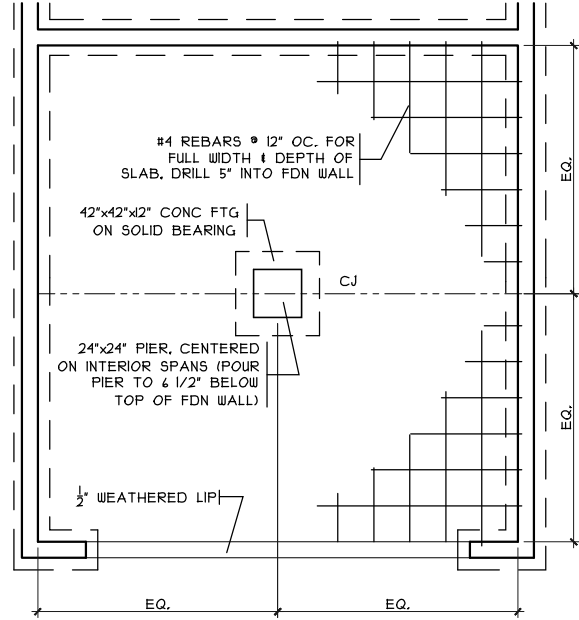 #4 REBARS @ 12" OC. FOR
FULL WIDTH & DEPTH OF
SLAB. DRILL 5" INTO FDN WALL
EQ.
42"x42"x12" CONC FTG
ON SOLID BEARING
CJ
24"x24" PIER, CENTERED
ON INTERIOR SPANS (POUR
PIER TO 6 1/2" BELOW
TOP OF FDN WALL)
EQ.
1/2" WEATHERED LIP
EQ.
EQ.